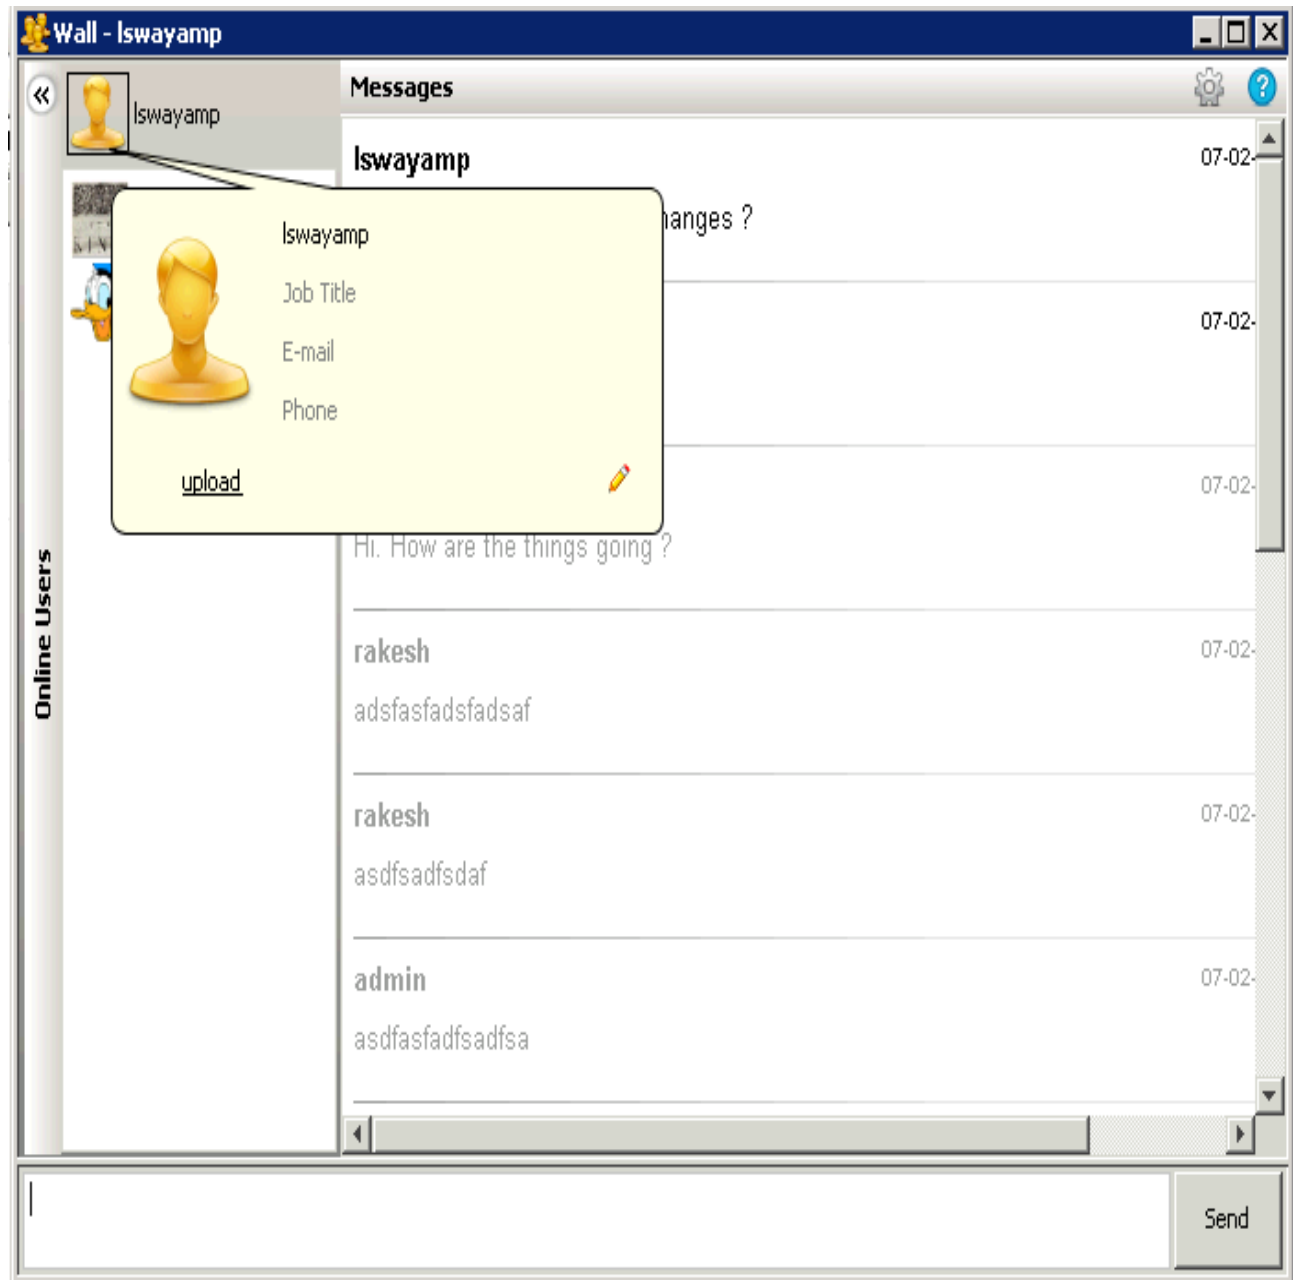 Wall - lswayamp
lswayamp
Messages
lswayamp
07-02-
anges ?
lswayamp
Job Title
E-mail
Phone
upload
07-02-
07-02-
Hi. How are the things going ?
Online Users
rakesh
07-02-
adsfasfadsfadsaf
rakesh
07-02-
asdfsadfsdaf
admin
07-02-
asdfasfadfsadfsa
Send